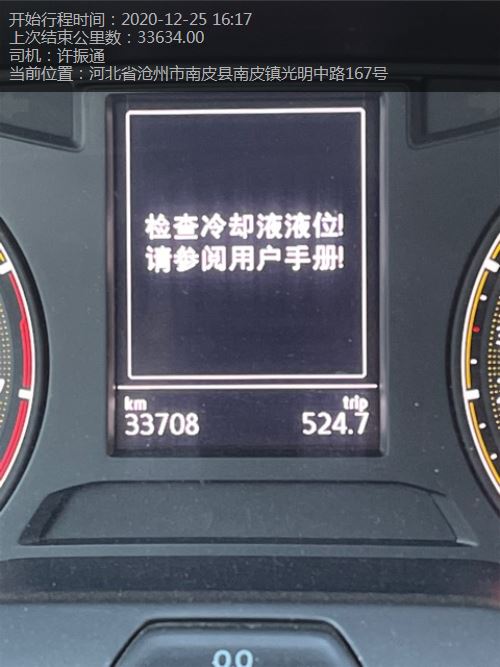 开始行程时间：2020-12-25 16:17
上次结束公里数：33634.00
司机：许振通
当前位置：河北省沧州市南皮县南皮镇光明中路167号
检查冷却液液位!
请参阅用户手册!
km trip
33708 524.7